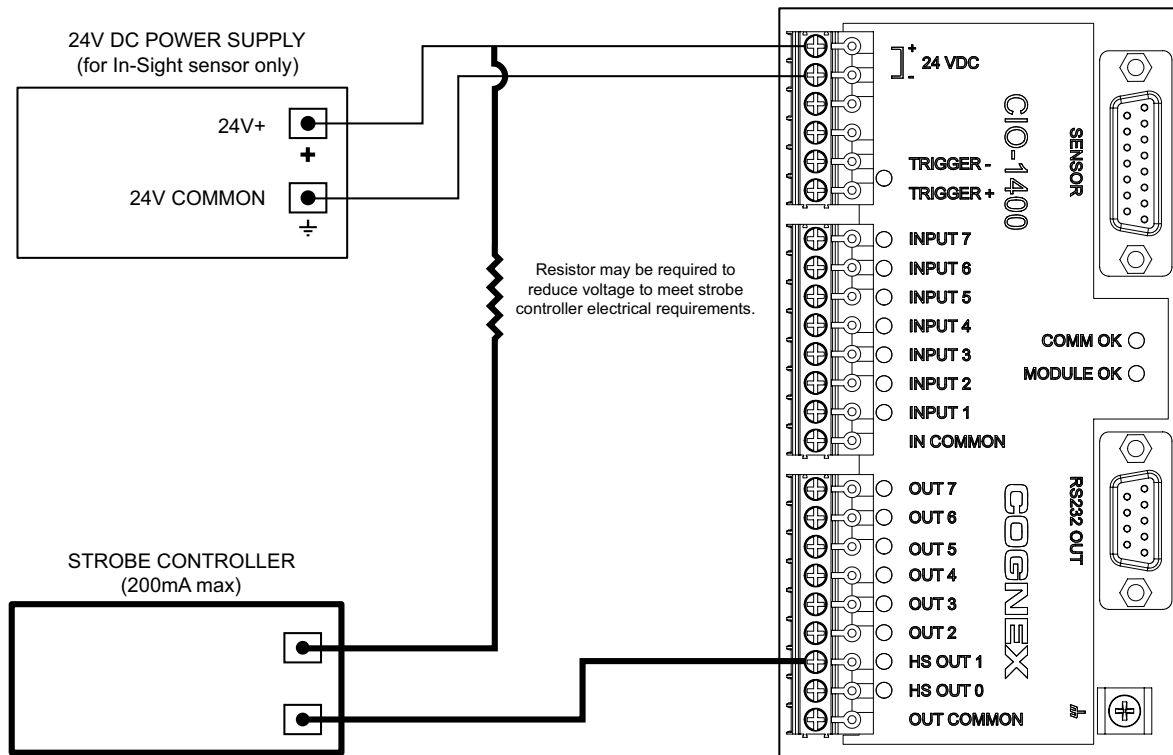 24V DC POWER SUPPLY
(for In-Sight sensor only)
24V+
+
24V COMMON
Resistor may be required to
reduce voltage to meet strobe
controller electrical requirements.
STROBE CONTROLLER
(200mA max)
+
24 VDC
-
TRIGGER -
TRIGGER +
INPUT 7
INPUT 6
INPUT 5
INPUT 4
INPUT 3
INPUT 2
INPUT 1
IN COMMON
OUT 7
OUT 6
OUT 5
OUT 4
OUT 3
OUT 2
HS OUT 1
HS OUT 0
OUT COMMON
CIO-1400
COGNEX
SENSOR
COMM OK
MODULE OK
RS232 OUT